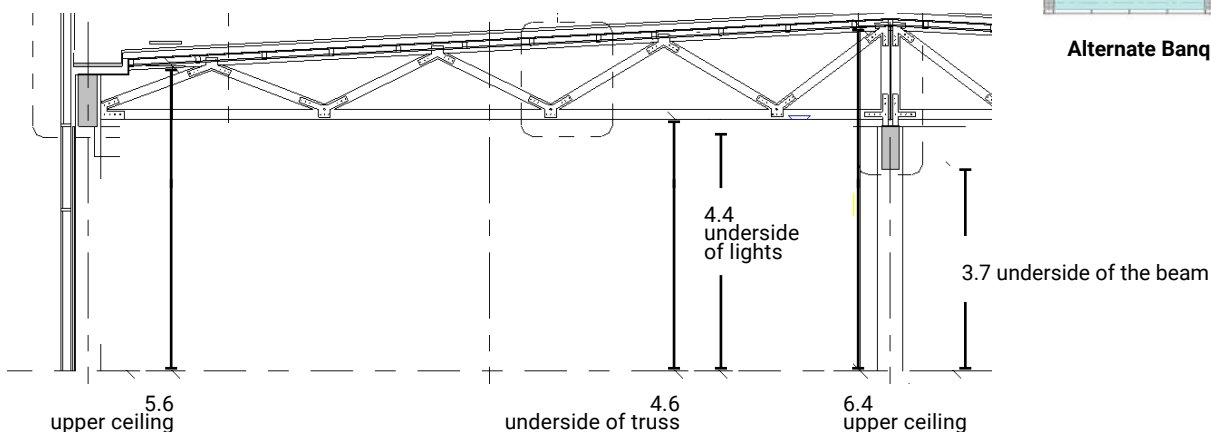 Alternate Banq
4.4
underside
of lights
3.7 underside of the beam
5.6
upper ceiling
4.6
underside of truss
6.4
upper ceiling